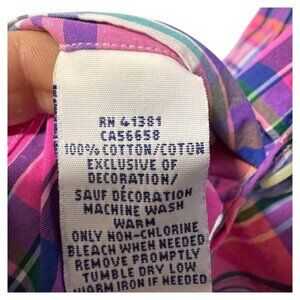 RN 41381
CA56658
100% COTTON/COTON
EXCLUSIVE OF
DECORATION/
SAUF DÉCORATION
MACHINE WASH
WARM
ONLY NON-CHLORINE
BLEACH WHEN NEEDED
REMOVE PROMPTLY
TUMBLE DRY LOW
WARM IRON IF NEEDED